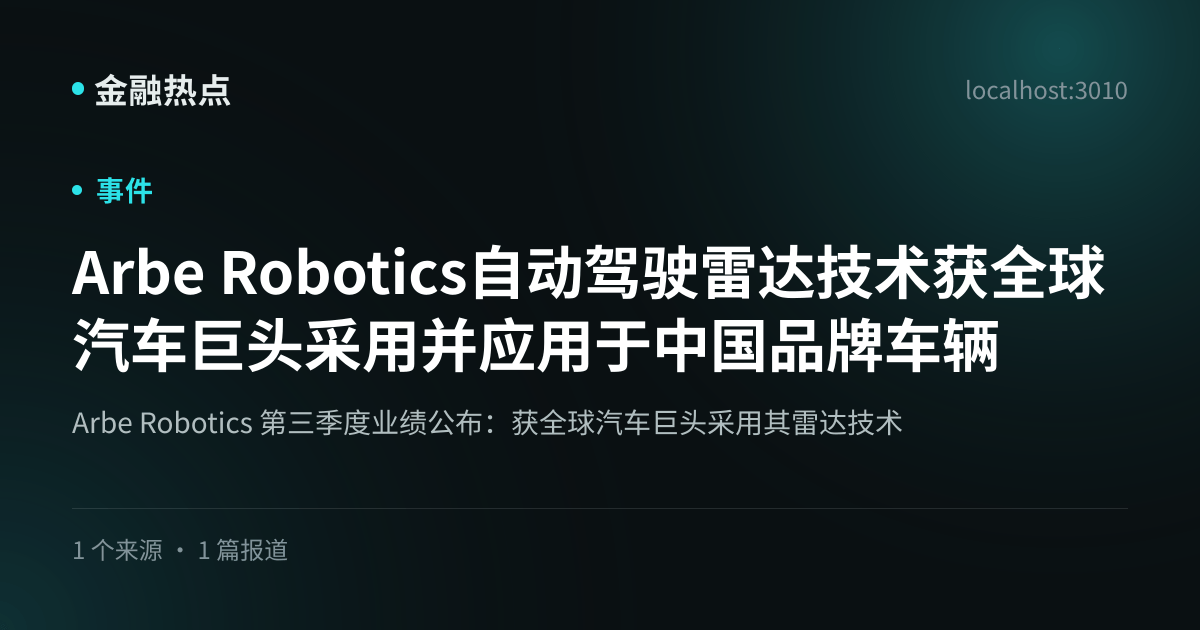 金融热点
localhost:3010
事件
Arbe Robotics自动驾驶雷达技术获全球
汽车巨头采用并应用于中国品牌车辆
Arbe Robotics 第三季度业绩公布：获全球汽车巨头采用其雷达技术
1 个来源 · 1 篇报道